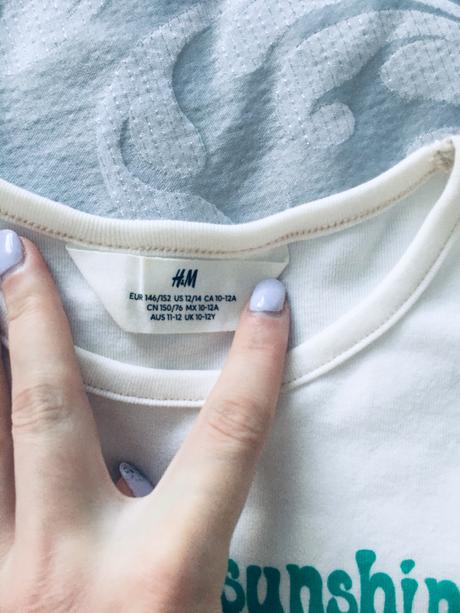 H&M
EUR 146/152 US 12/14 CA 10-12A
CN 150/76 MX 10-12A
AUS 11-12 UK 10-12Y